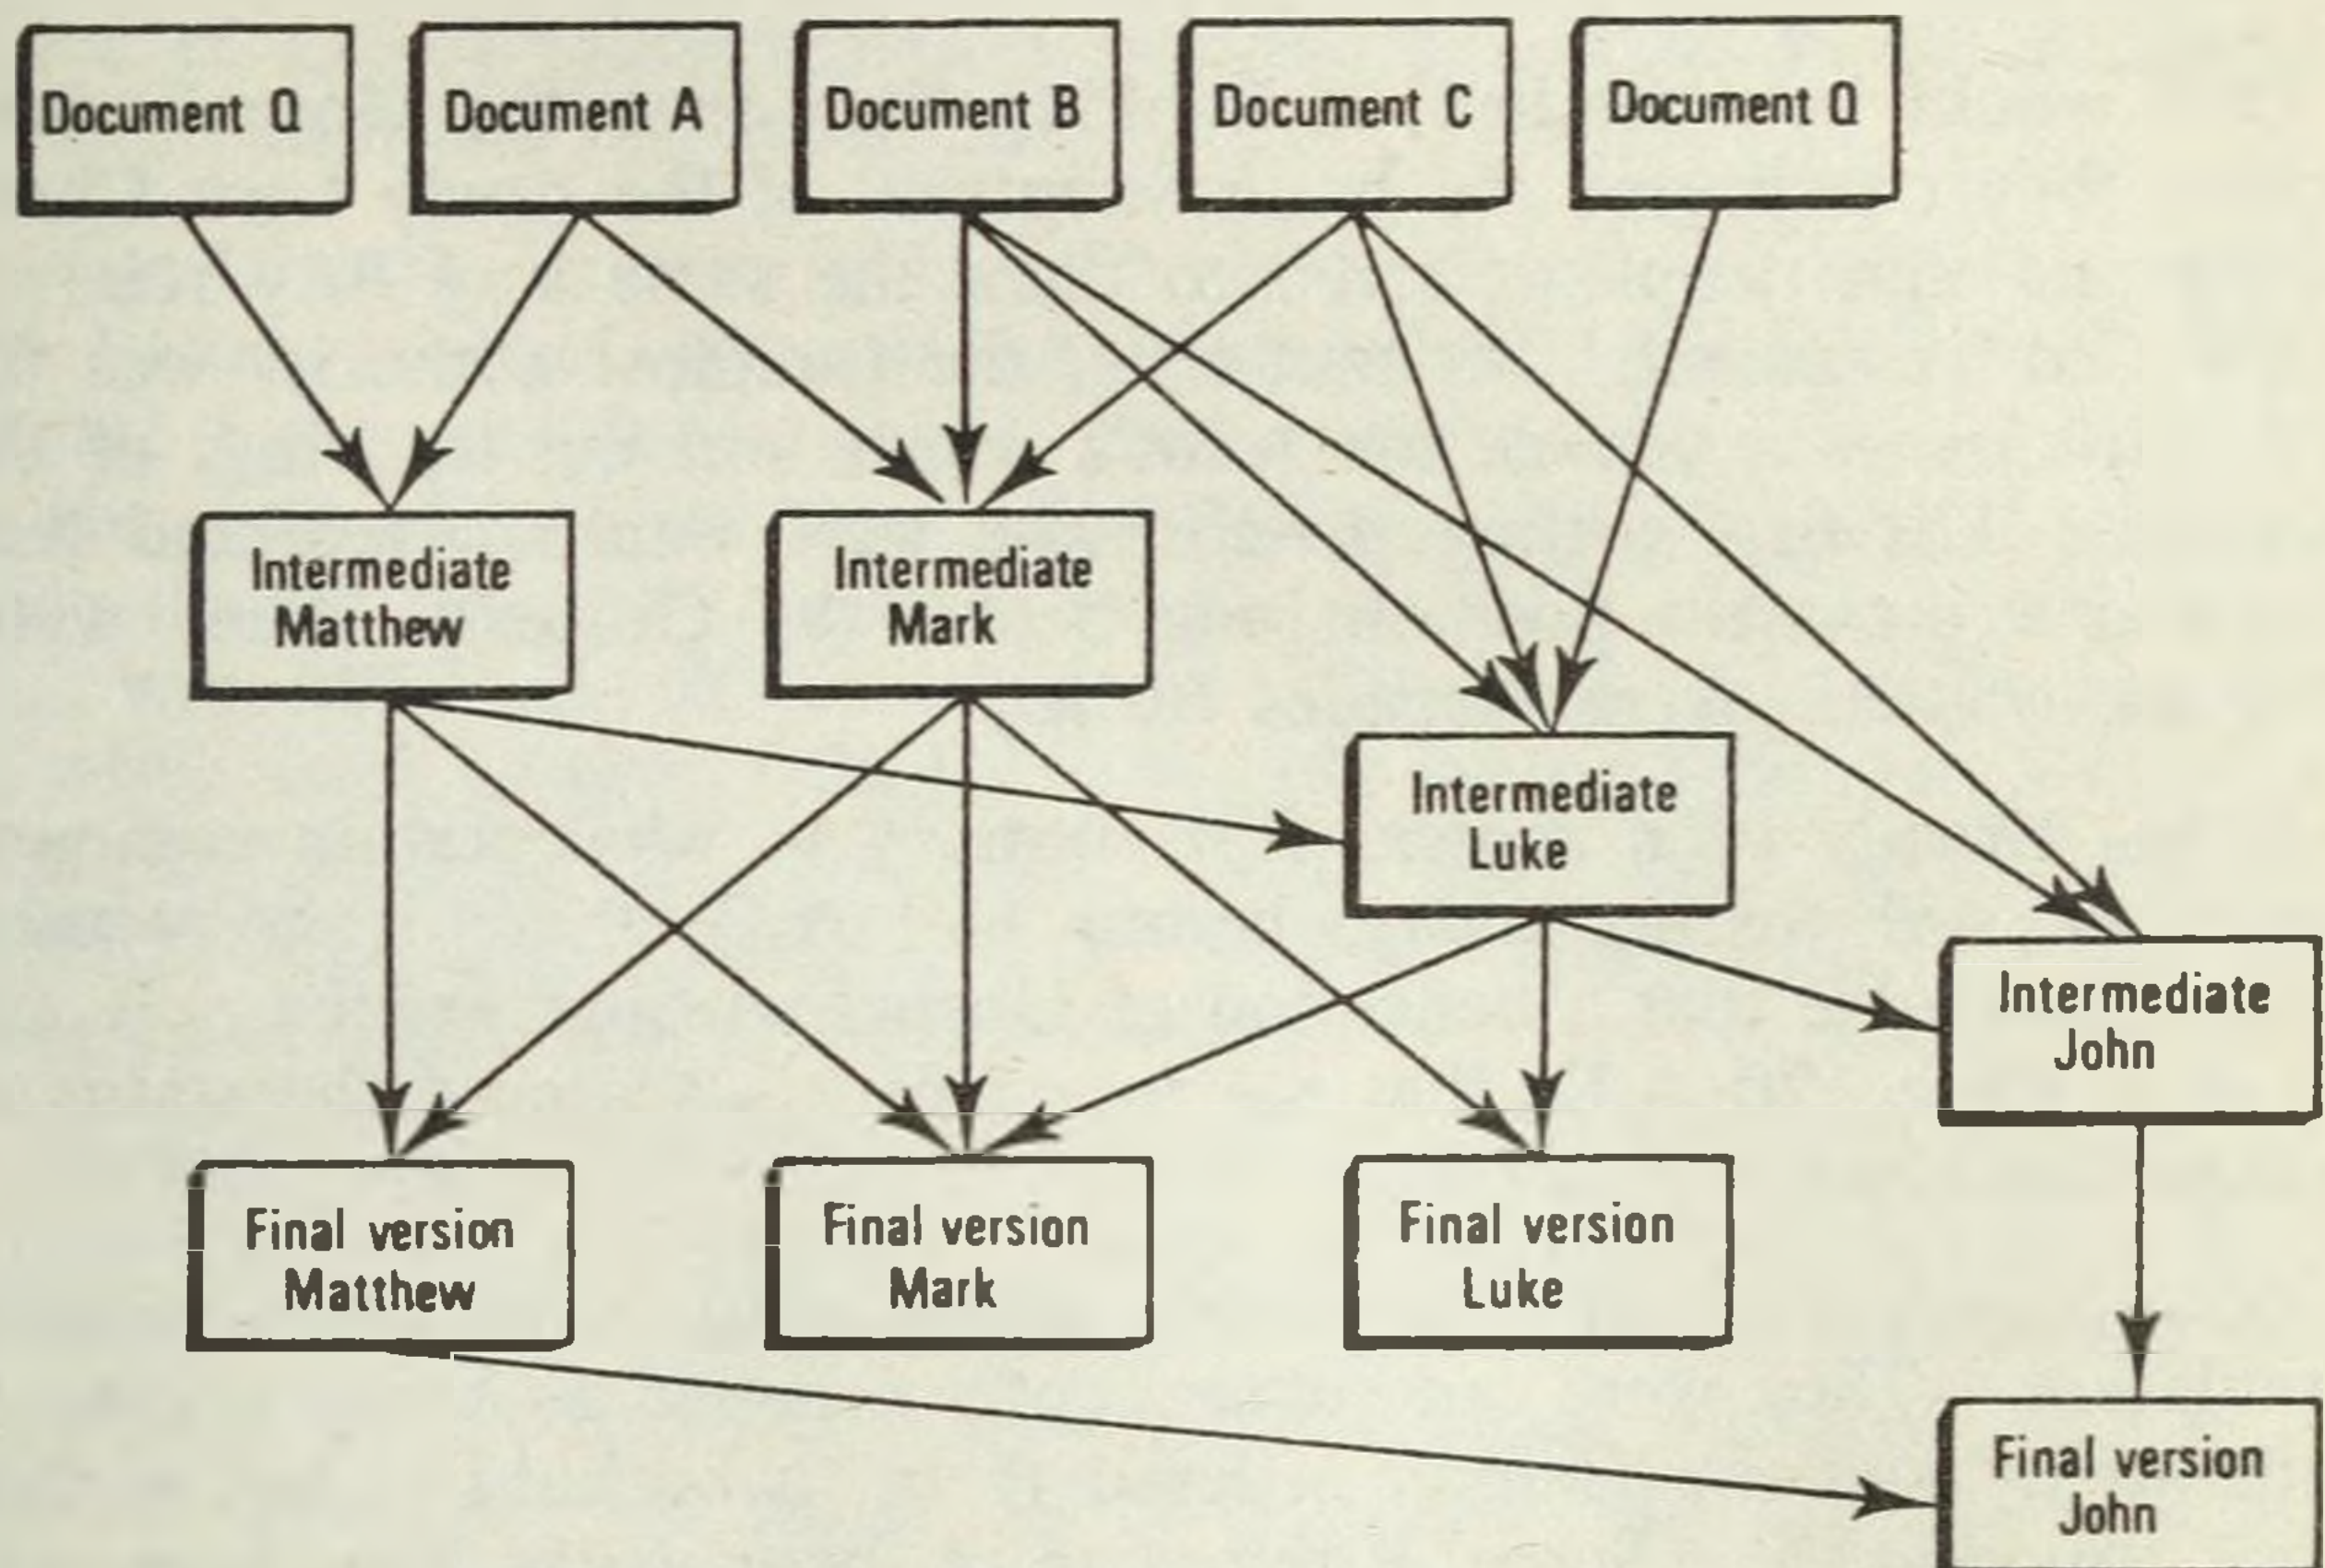 Document Q
Document A
Document B
Document C
Document Q
Intermediate
Matthew
Intermediate
Mark
Intermediate
Luke
Intermediate
John
Final version
Matthew
Final version
Mark
Final version
Luke
Final version
John